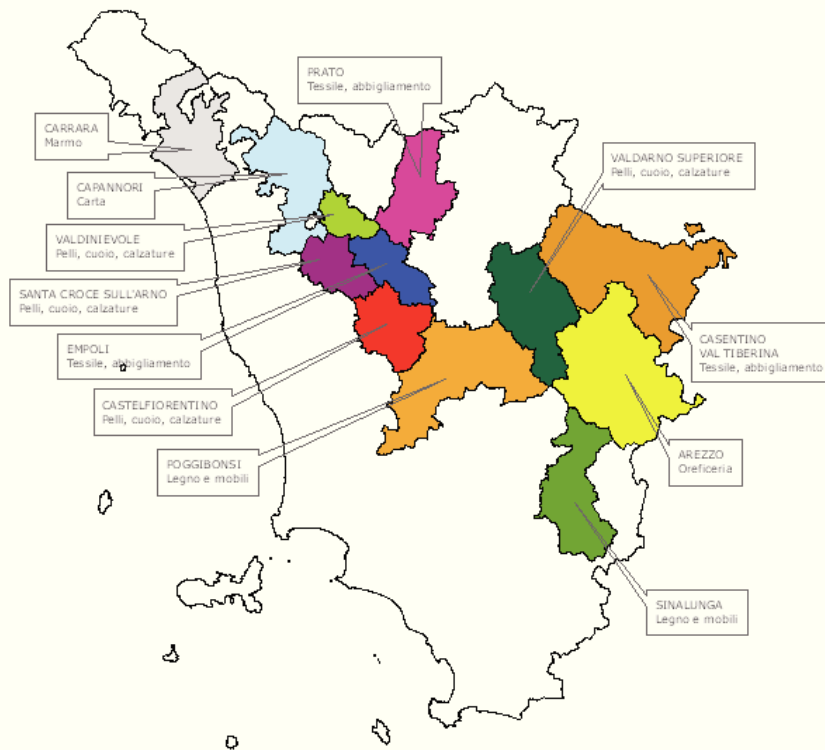 PRATO
Tessile, abbigliamento
CARRARA
Marmo
VALDARNO SUPERIORE
Pelli, cuoio, calzature
CAPANNORI
Carta
VALDINIEVOLE
Pelli, cuoio, calzature
SANTA CROCE SULL'ARNO
Pelli, cuoio, calzature
EMPOLI
Tessile, abbigliamento
CASENTINO
VAL TIBERINA
Tessile, abbigliamento
CASTELFIORENTINO
Pelli, cuoio, calzature
POGGIBONSI
Legno e mobili
AREZZO
Oreficeria
SINALUNGA
Legno e mobili